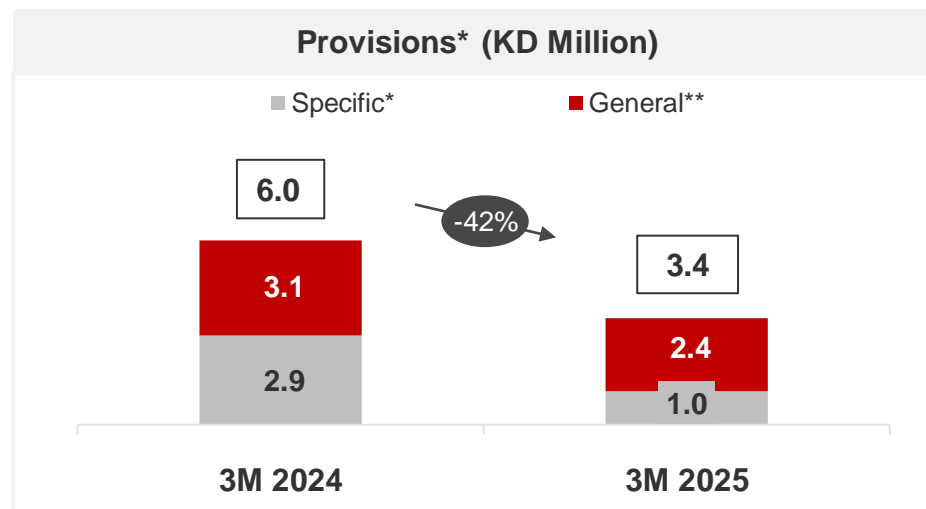 Provisions* (KD Million)
Specific* General**
6.0
-42%
3.4
3.1
2.4
2.9
1.0
3M 2024 3M 2025